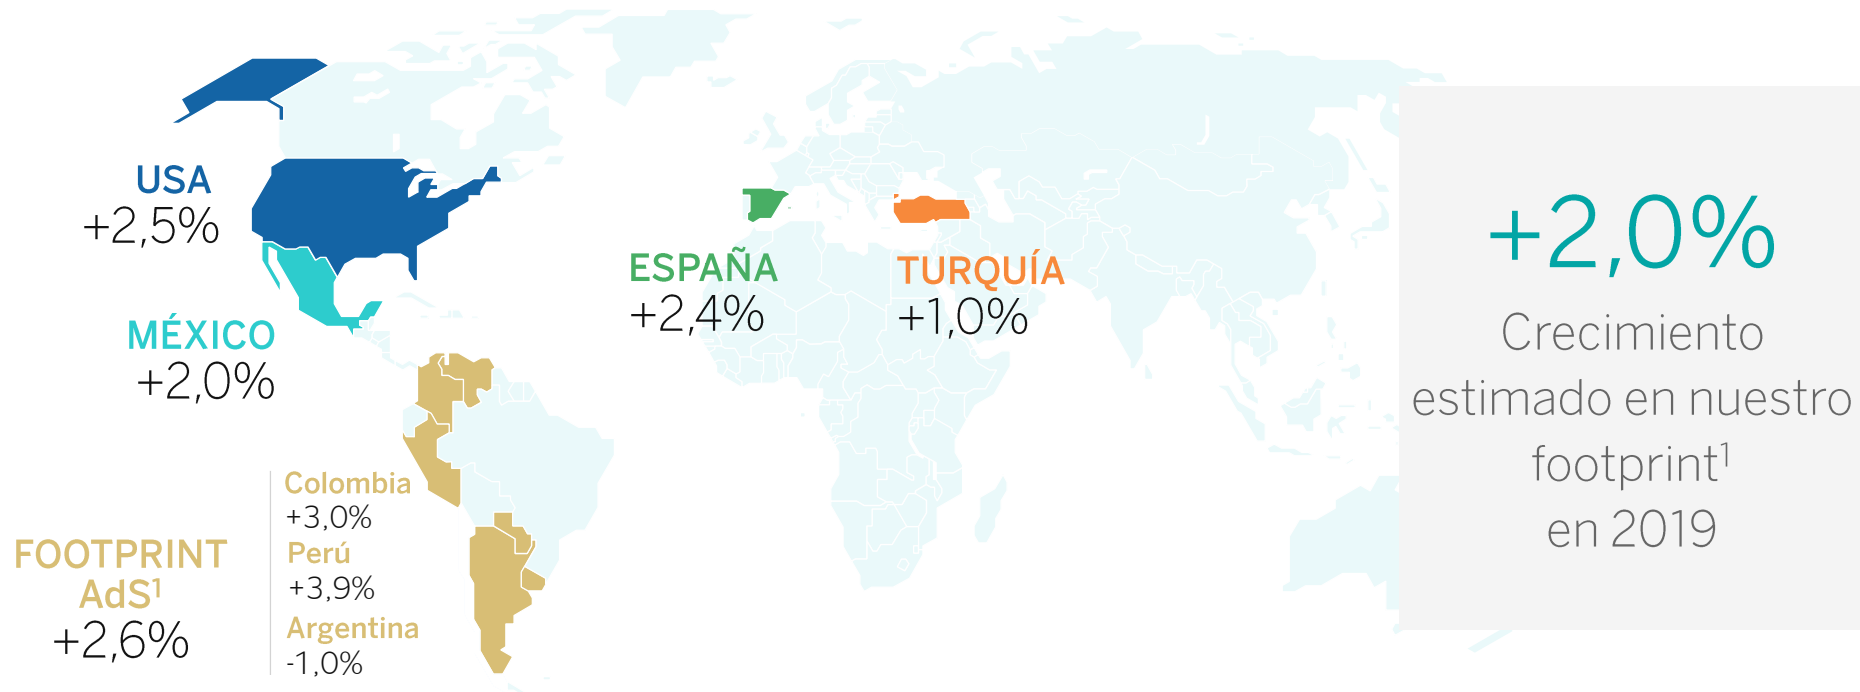 USA
+2,5%
MÉXICO
+2,0%
FOOTPRINT
AdS¹
+2,6%
Colombia
+3,0%
Perú
+3,9%
Argentina
-1,0%
ESPAÑA
+2,4%
TURQUÍA
+1,0%
+2,0%
Crecimiento
estimado en nuestro
footprint¹
en 2019